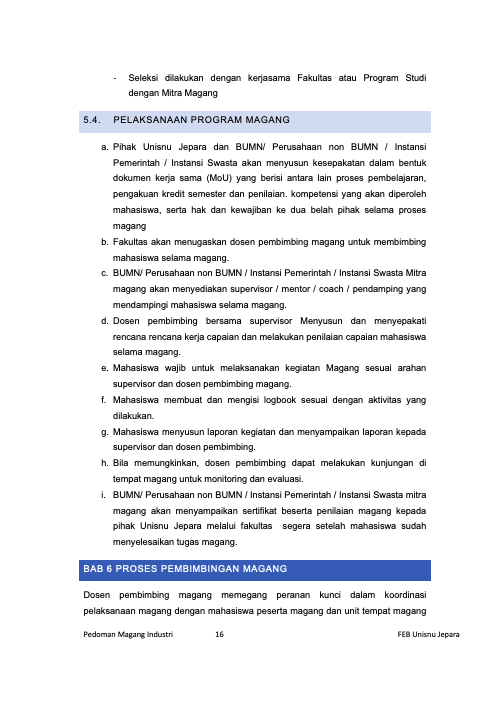 - Seleksi dilakukan dengan kerjasama Fakultas atau Program Studi
dengan Mitra Magang
5.4. PELAKSANAAN PROGRAM MAGANG
a. Pihak Unisnu Jepara dan BUMN/ Perusahaan non BUMN / Instansi
Pemerintah / Instansi Swasta akan menyusun kesepakatan dalam bentuk
dokumen kerja sama (MoU) yang berisi antara lain proses pembelajaran,
pengakuan kredit semester dan penilaian. kompetensi yang akan diperoleh
mahasiswa, serta hak dan kewajiban ke dua belah pihak selama proses
magang
b. Fakultas akan menugaskan dosen pembimbing magang untuk membimbing
mahasiswa selama magang.
c. BUMN/ Perusahaan non BUMN / Instansi Pemerintah / Instansi Swasta Mitra
magang akan menyediakan supervisor / mentor / coach / pendamping yang
mendampingi mahasiswa selama magang.
d. Dosen pembimbing bersama supervisor Menyusun dan menyepakati
rencana rencana kerja capaian dan melakukan penilaian capaian mahasiswa
selama magang.
e. Mahasiswa wajib untuk melaksanakan kegiatan Magang sesuai arahan
supervisor dan dosen pembimbing magang.
f. Mahasiswa membuat dan mengisi logbook sesuai dengan aktivitas yang
dilakukan.
g. Mahasiswa menyusun laporan kegiatan dan menyampaikan laporan kepada
supervisor dan dosen pembimbing.
h. Bila memungkinkan, dosen pembimbing dapat melakukan kunjungan di
tempat magang untuk monitoring dan evaluasi.
i. BUMN/ Perusahaan non BUMN / Instansi Pemerintah / Instansi Swasta mitra
magang akan menyampaikan sertifikat beserta penilaian magang kepada
pihak Unisnu Jepara melalui fakultas segera setelah mahasiswa sudah
menyelesaikan tugas magang.
BAB 6 PROSES PEMBIMBINGAN MAGANG
Dosen pembimbing magang memegang peranan kunci dalam koordinasi
pelaksanaan magang dengan mahasiswa peserta magang dan unit tempat magang
Pedoman Magang Industri 16 FEB Unisnu Jepara